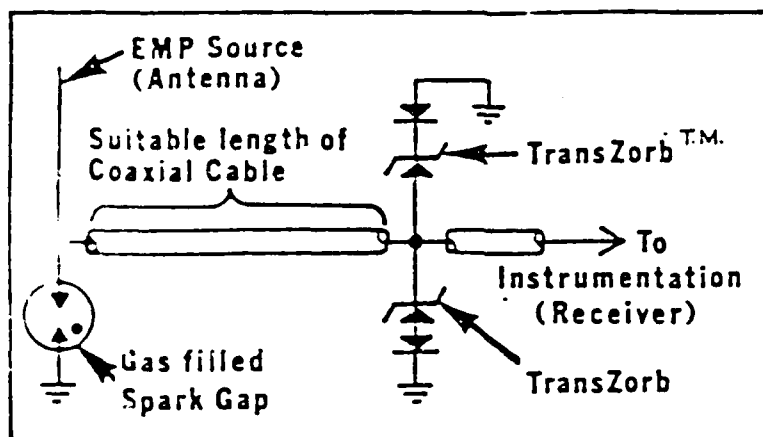 EMP Source
(Antenna)
Suitable length of
Coaxial Cable
TransZorb T.M.
To
Instrumentation
(Receiver)
Gas filled
Spark Gap
TransZorb